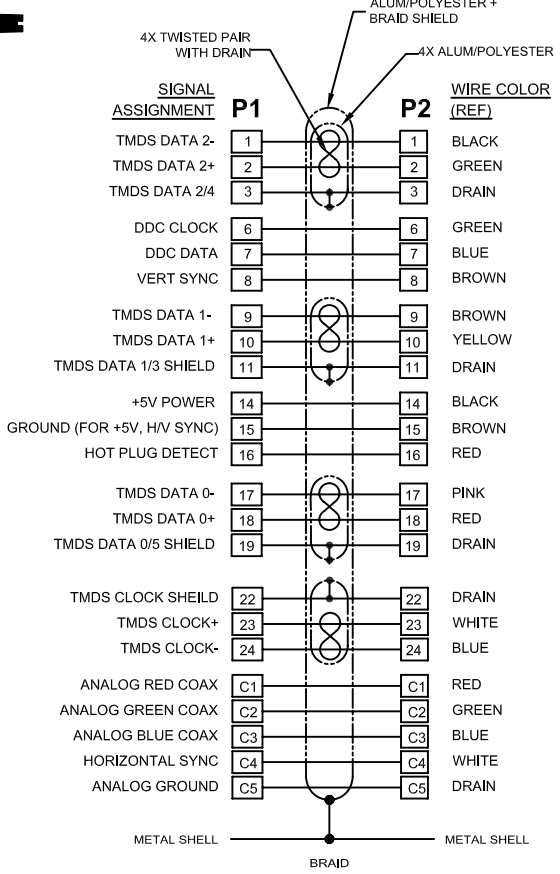 ALUM/POLYESTER +
BRAID SHIELD
4X TWISTED PAIR
WITH DRAIN
4X ALUM/POLYESTER
SIGNAL
ASSIGNMENT P1 P2 WIRE COLOR
(REF)
TMDS DATA 2- 1 1 BLACK
TMDS DATA 2+ 2 2 GREEN
TMDS DATA 2/4 3 3 DRAIN
DDC CLOCK 6 6 GREEN
DDC DATA 7 7 BLUE
VERT SYNC 8 8 BROWN
TMDS DATA 1- 9 9 BROWN
TMDS DATA 1+ 10 10 YELLOW
TMDS DATA 1/3 SHIELD 11 11 DRAIN
+5V POWER 14 14 BLACK
GROUND (FOR +5V, H/V SYNC) 15 15 BROWN
HOT PLUG DETECT 16 16 RED
TMDS DATA 0- 17 17 PINK
TMDS DATA 0+ 18 18 RED
TMDS DATA 0/5 SHIELD 19 19 DRAIN
TMDS CLOCK SHEILD 22 22 DRAIN
TMDS CLOCK+ 23 23 WHITE
TMDS CLOCK- 24 24 BLUE
ANALOG RED COAX C1 C1 RED
ANALOG GREEN COAX C2 C2 GREEN
ANALOG BLUE COAX C3 C3 BLUE
HORIZONTAL SYNC C4 C4 WHITE
ANALOG GROUND C5 C5 DRAIN
METAL SHELL METAL SHELL
BRAID